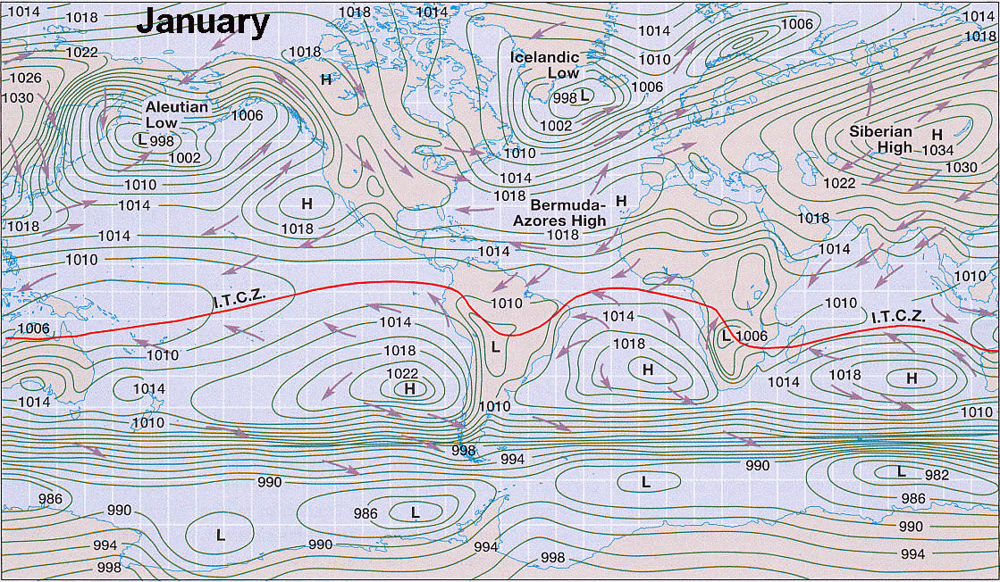 January
1014
1018
1018
1014
1014
1006
1014
1018
1022
1018
1010
1026
H
Icelandic
Low
1006
1030
998 L
Aleutian
Low
1006
1002
L 998
1002
Siberian
High
H
1034
1030
1010
1010
1014
1022
1014
1018
H
Bermuda-
Azores High
H
1018
1018
1018
1018
1014
1014
1014
1010
1010
I.T.C.Z.
1010
1010
I.T.C.Z.
1006
1014
1014
L 1006
1010
1018
1018
L
1022
H
H
1014
1018
H
1014
1014
1010
1010
1010
998
994
990
990
L
L 982
986
986
990
986
L
L
990
990
994
994
994
998
998